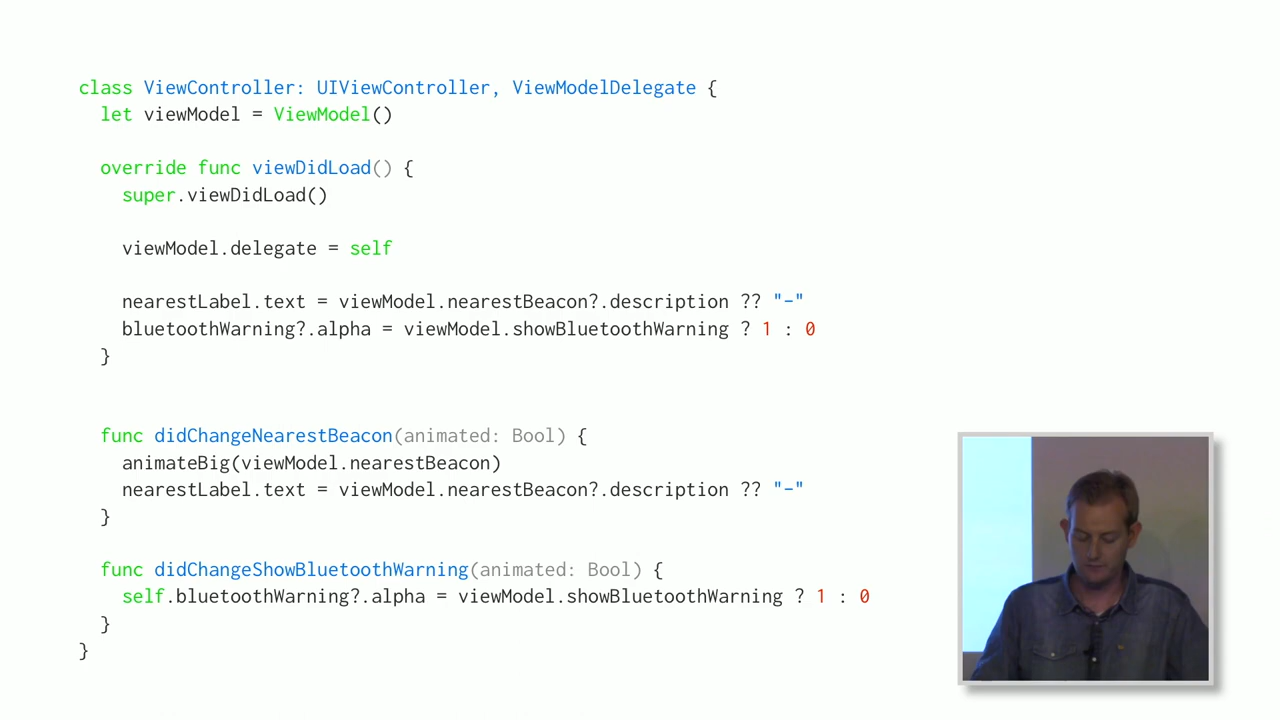 class ViewController: UIViewController, ViewModelDelegate {
let viewModel = ViewModel()
override func viewDidLoad() {
super.viewDidLoad()
viewModel.delegate = self
nearestLabel.text = viewModel.nearestBeacon?.description ?? "-"
bluetoothWarning?.alpha = viewModel.showBluetoothWarning ? 1 : 0
}
func didChangeNearestBeacon(animated: Bool) {
animateBig(viewModel.nearestBeacon)
nearestLabel.text = viewModel.nearestBeacon?.description ?? "-"
}
func didChangeShowBluetoothWarning(animated: Bool) {
self.bluetoothWarning?.alpha = viewModel.showBluetoothWarning ? 1 : 0
}
}